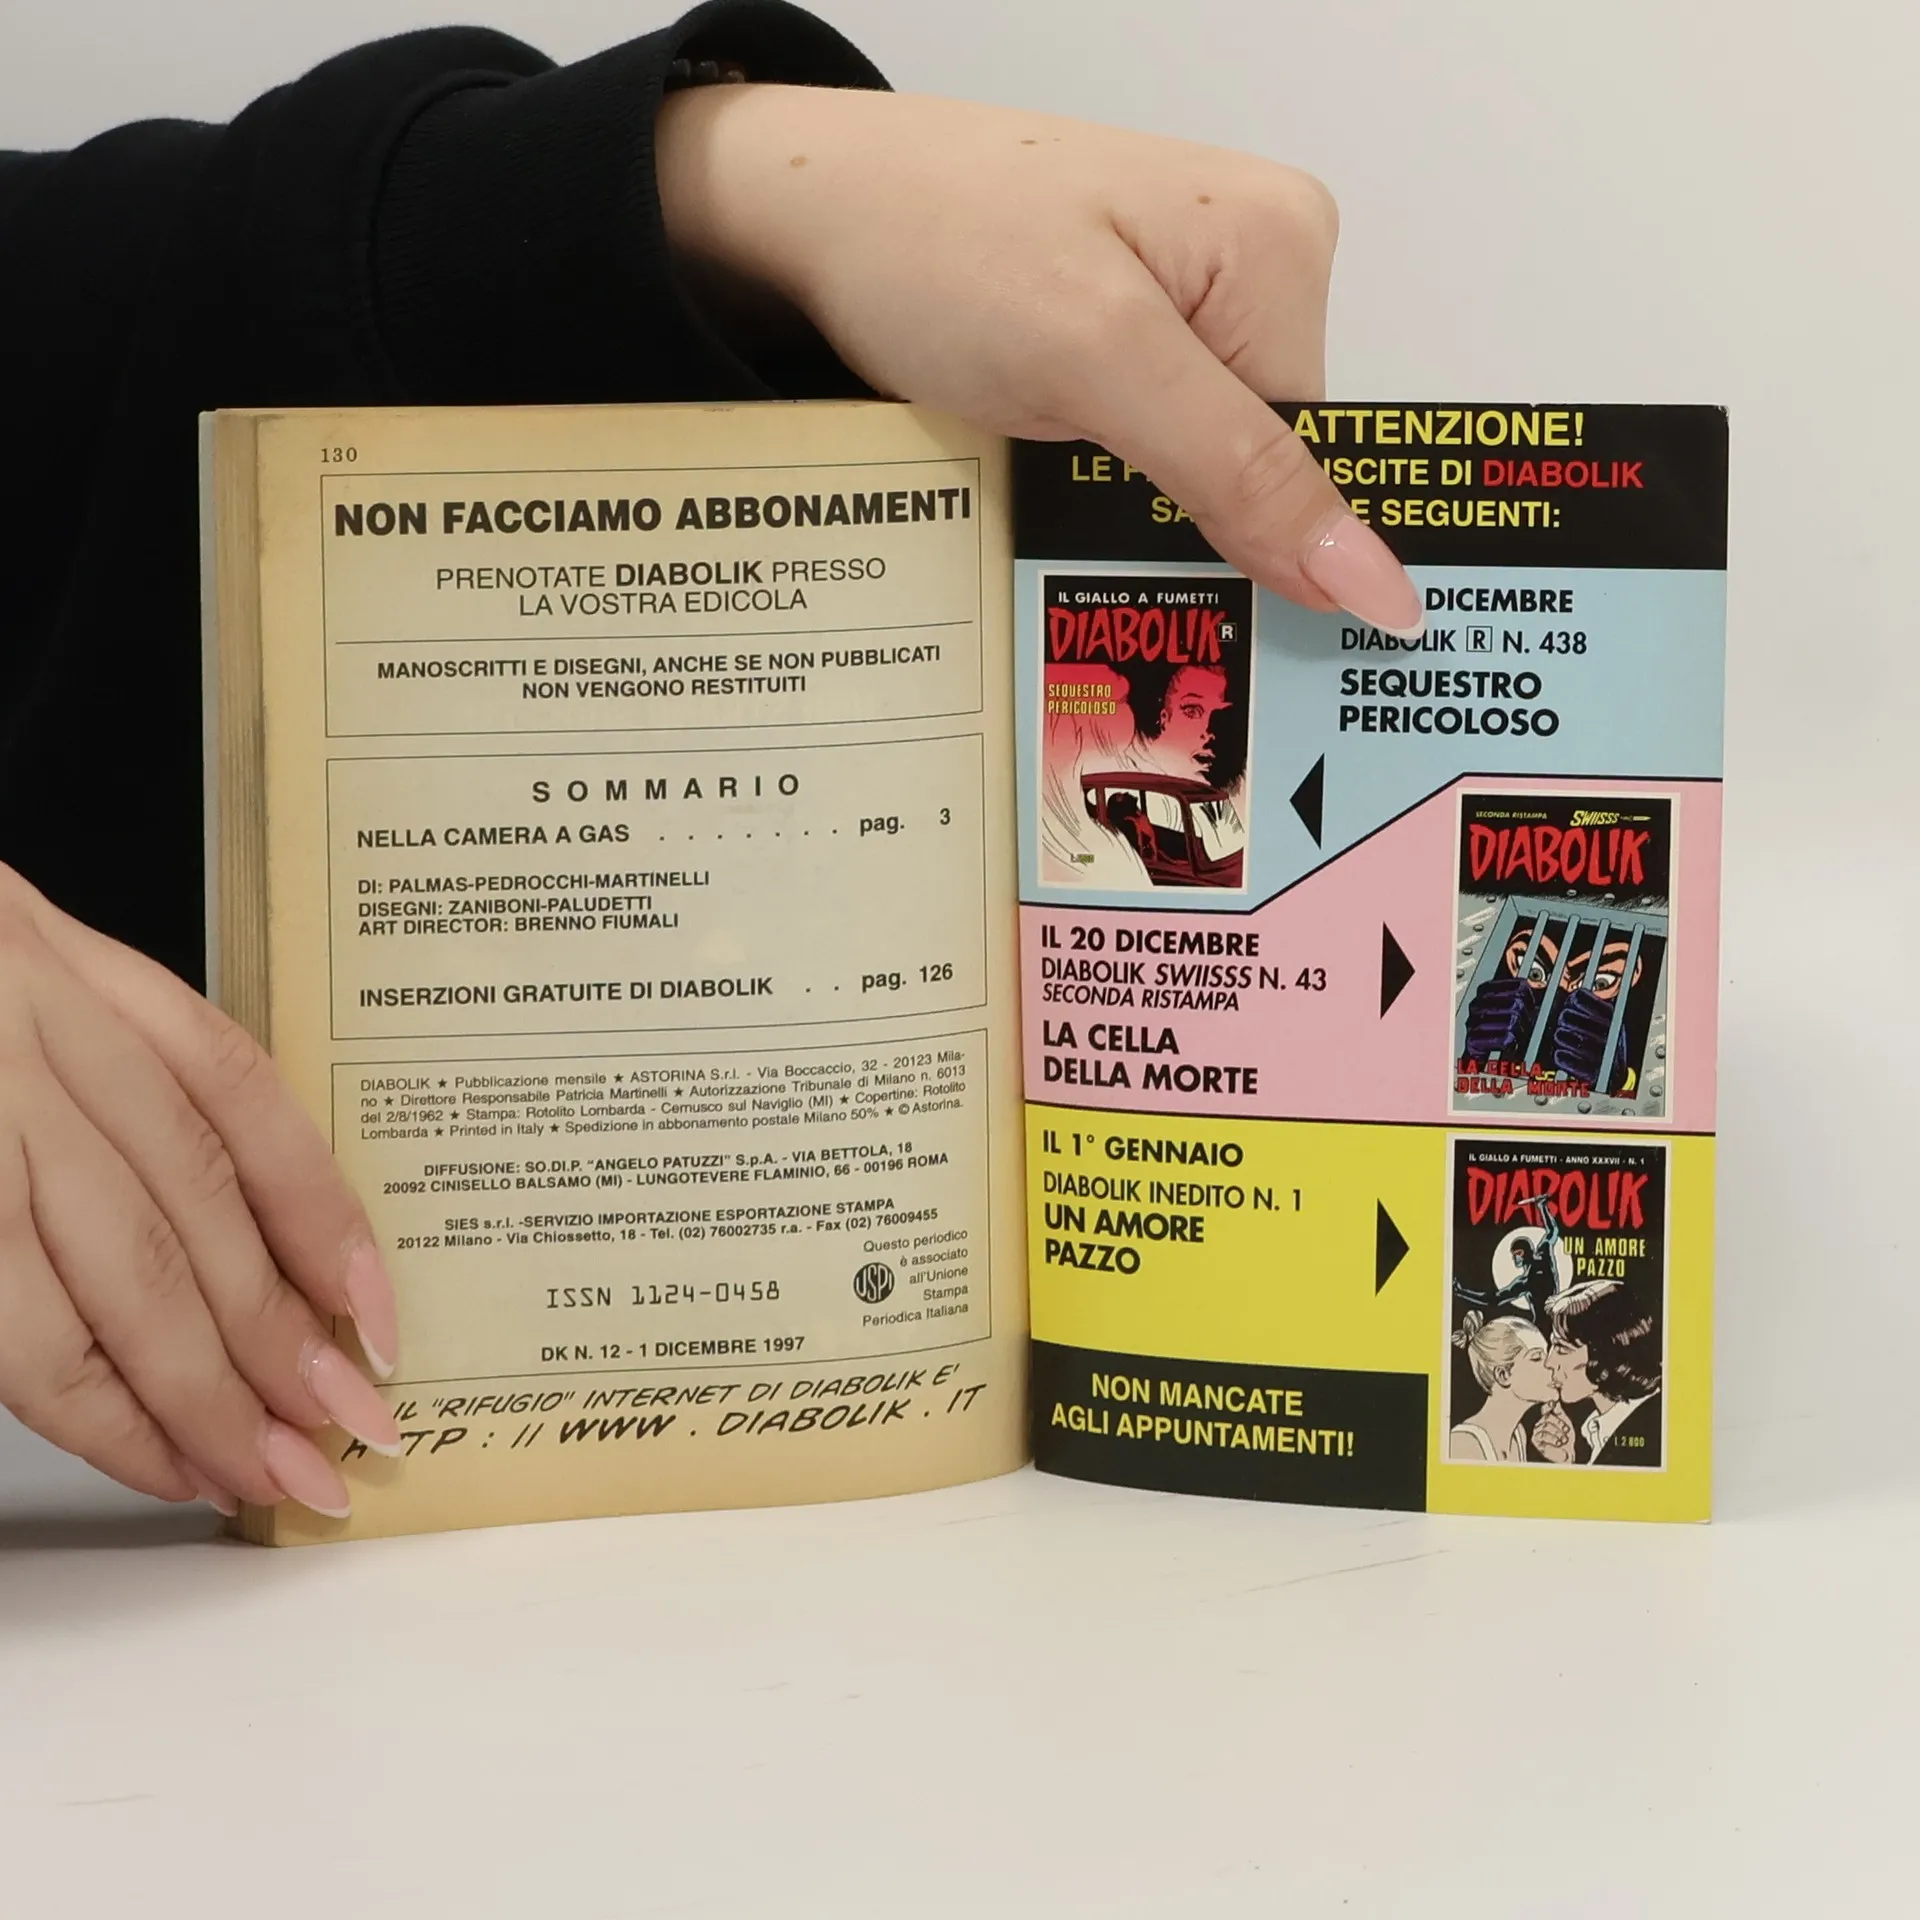 130
NON FACCIAMO ABBONAMENTI
PRENOTATE DIABOLIK PRESSO
LA VOSTRA EDICOLA
MANOSCRITTI E DISEGNI, ANCHE SE NON PUBBLICATI
NON VENGONO RESTITUITI
SOMMARIO
NELLA CAMERA A GAS . . . . . . . pag. 3
DI: PALMAS-PEDROCCHI-MARTINELLI
DISEGNI: ZANIBONI-PALUDETTI
ART DIRECTOR: BRENNO FIUMALI
INSERZIONI GRATUITE DI DIABOLIK . . pag. 126
DIABOLIK ★ Pubblicazione mensile ★ ASTORINA S.r.l. - Via Boccaccio, 32 - 20123 Mila-
no ★ Direttore Responsabile Patricia Martinelli ★ Autorizzazione Tribunale di Milano n. 6013
del 2/8/1962 ★ Stampa: Rotolito Lombarda - Cernusco sul Naviglio (MI) ★ Copertine: Rotolito
Lombarda ★ Printed in Italy ★ Spedizione in abbonamento postale Milano 50% ★ © Astorina.
DIFFUSIONE: SO.DI.P. "ANGELO PATUZZI" S.p.A. - VIA BETTOLA, 18
20092 CINISELLO BALSAMO (MI) - LUNGOTEVERE FLAMINIO, 66 - 00196 ROMA
SIES s.r.l. -SERVIZIO IMPORTAZIONE ESPORTAZIONE STAMPA
20122 Milano - Via Chiossetto, 18 - Tel. (02) 76002735 r.a. - Fax (02) 76009455
ISSN 1124-0458
USPI
Questo periodico
è associato
all'Unione
Stampa
Periodica Italiana
DK N. 12 - 1 DICEMBRE 1997
IL "RIFUGIO" INTERNET DI DIABOLIK E'
HTTP://WWW.DIABOLIK.IT
ATTENZIONE!
LE USCITE DI DIABOLIK
SEGUENTI:
IL GIALLO A FUMETTI
DIABOLIK R
SEQUESTRO
PERICOLOSO
DICEMBRE
DIABOLIK R N. 438
SEQUESTRO
PERICOLOSO
IL 20 DICEMBRE
DIABOLIK SWIISSS N. 43
SECONDA RISTAMPA
LA CELLA
DELLA MORTE
SECONDA RISTAMPA SWIISSS
DIABOLIK
LA CELLA
DELLA MORTE
IL 1° GENNAIO
DIABOLIK INEDITO N. 1
UN AMORE
PAZZO
IL GIALLO A FUMETTI - ANNO XXXVII - N. 1
DIABOLIK
UN AMORE
PAZZO
L.2800
NON MANCATE
AGLI APPUNTAMENTI!